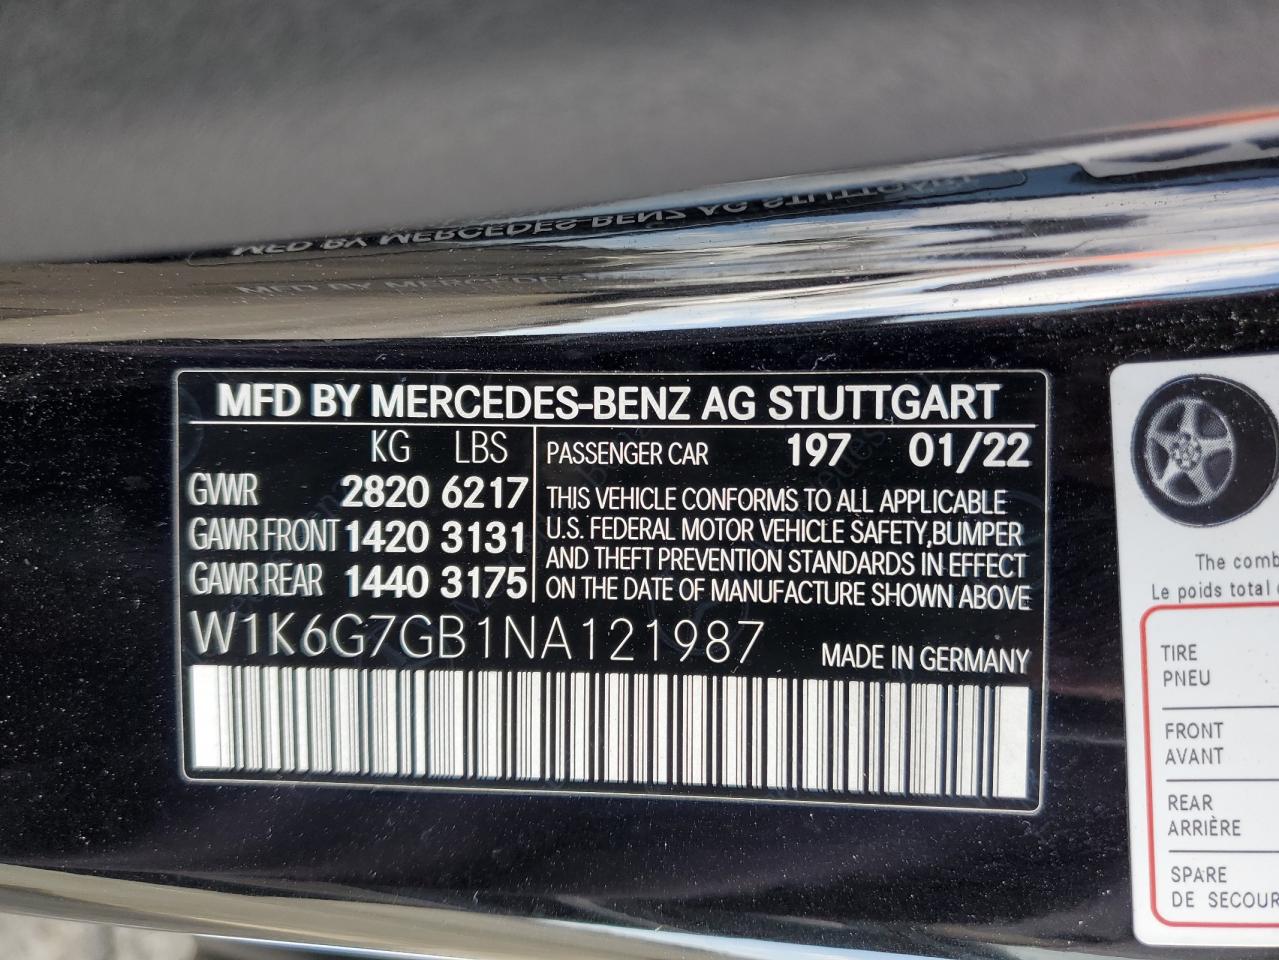 MFD BY MERCEDES-BENZ AG STUTTGART
KG LBS
GVWR 2820 6217
GAWR FRONT 1420 3131
GAWR REAR 1440 3175
PASSENGER CAR 197 01/22
THIS VEHICLE CONFORMS TO ALL APPLICABLE
U.S. FEDERAL MOTOR VEHICLE SAFETY,BUMPER
AND THEFT PREVENTION STANDARDS IN EFFECT
ON THE DATE OF MANUFACTURE SHOWN ABOVE
W1K6G7GB1NA121987
MADE IN GERMANY
The comb
Le poids total
TIRE
PNEU
FRONT
AVANT
REAR
ARRIÈRE
SPARE
DE SECOUR